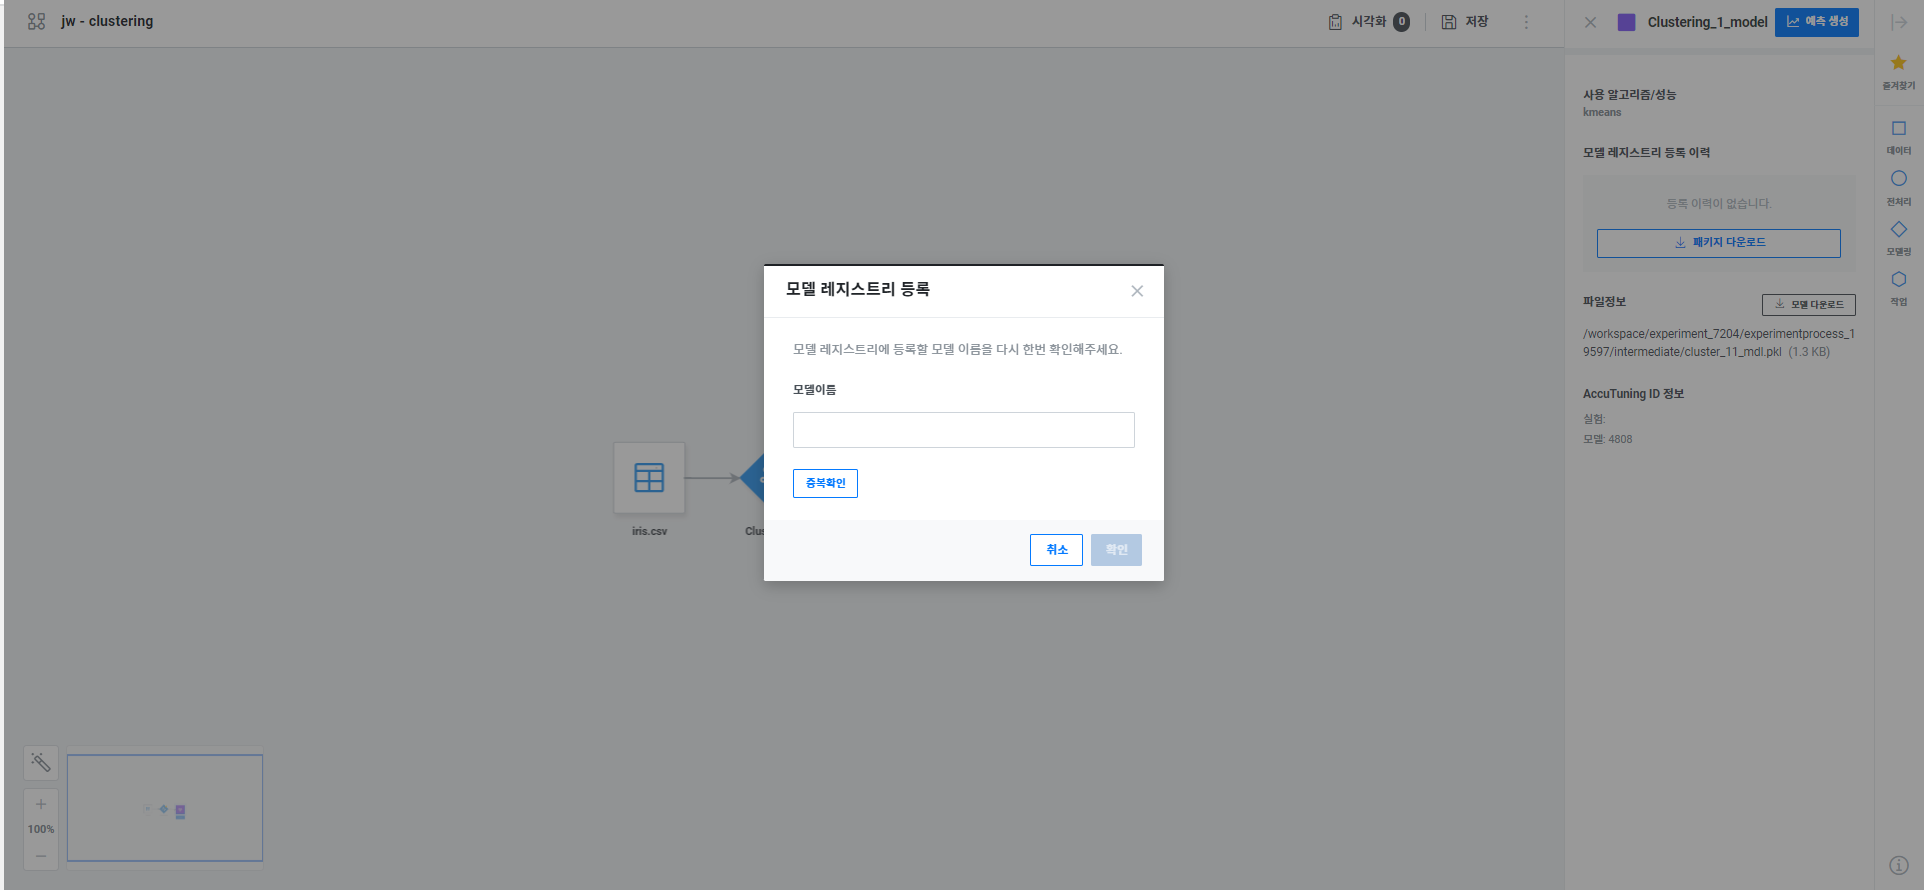 jw - clustering
시각화 0
저장
Clustering_1_model
예측 생성
즐겨찾기
데이터
전처리
모델링
작업
사용 알고리즘/성능
kmeans
모델 레지스트리 등록 이력
등록 이력이 없습니다.
패키지 다운로드
파일정보
모델 다운로드
/workspace/experiment_7204/experimentprocess_1
9597/intermediate/cluster_11_mdl.pkl (1.3 KB)
AccuTuning ID 정보
실험:
모델: 4808
모델 레지스트리 등록
모델 레지스트리에 등록할 모델 이름을 다시 한번 확인해주세요.
모델이름
중복확인
취소
확인
iris.csv
Clus
100%